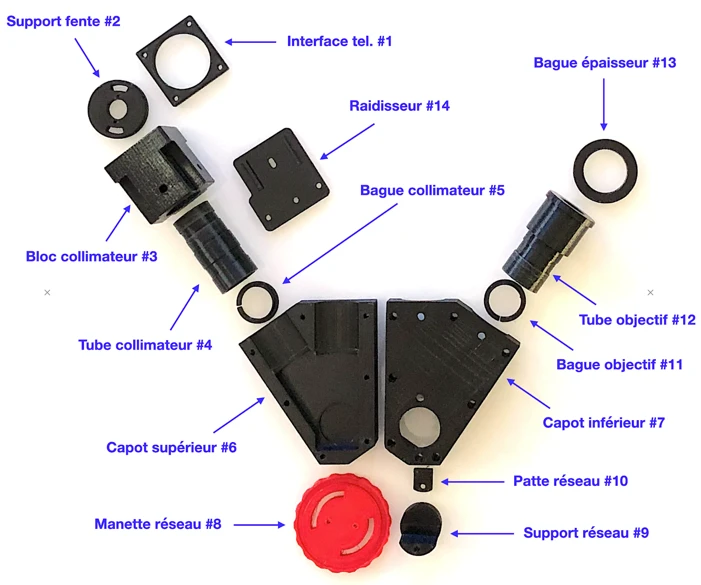 Support fente #2
Interface tel. #1
Bague épaisseur #13
Raidisseur #14
Bague collimateur #5
Bloc collimateur #3
Tube objectif #12
Tube collimateur #4
Bague objectif #11
Capot inférieur #7
Capot supérieur #6
Patte réseau #10
Manette réseau #8
Support réseau #9